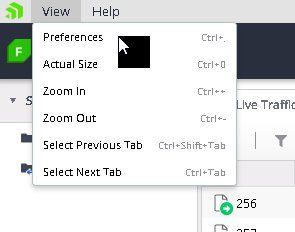 View Help
F
Preferences Ctrl+,
Actual Size Ctrl+0
Zoom In Ctrl++
Zoom Out Ctrl+-
Select Previous Tab Ctrl+Shift+Tab
Select Next Tab Ctrl+Tab
S
Live Traffic
256
257